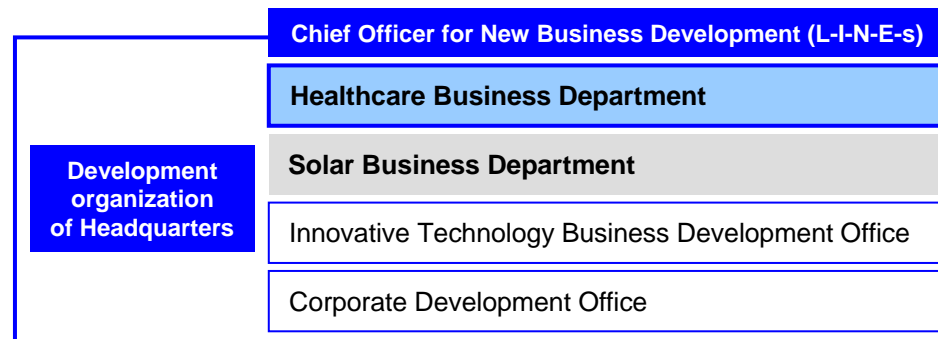 Chief Officer for New Business Development (L-I-N-E-s)
Healthcare Business Department
Solar Business Department
Development
organization
of Headquarters
Innovative Technology Business Development Office
Corporate Development Office